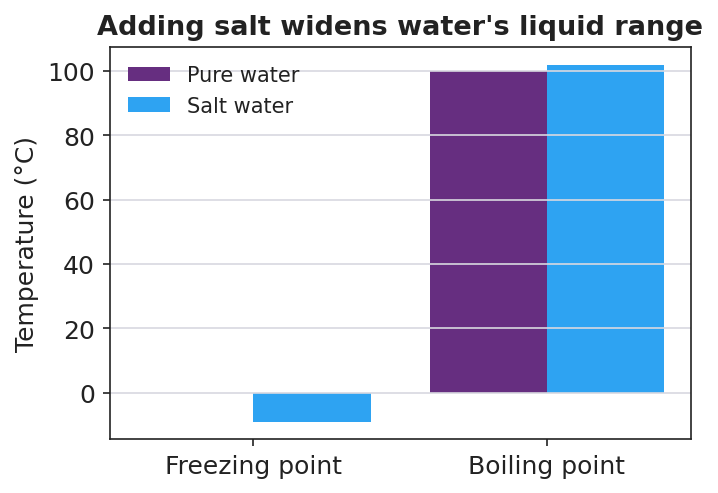 Adding salt widens water's liquid range
Pure water
Salt water
Temperature (°C)
100
80
60
40
20
0
Freezing point
Boiling point